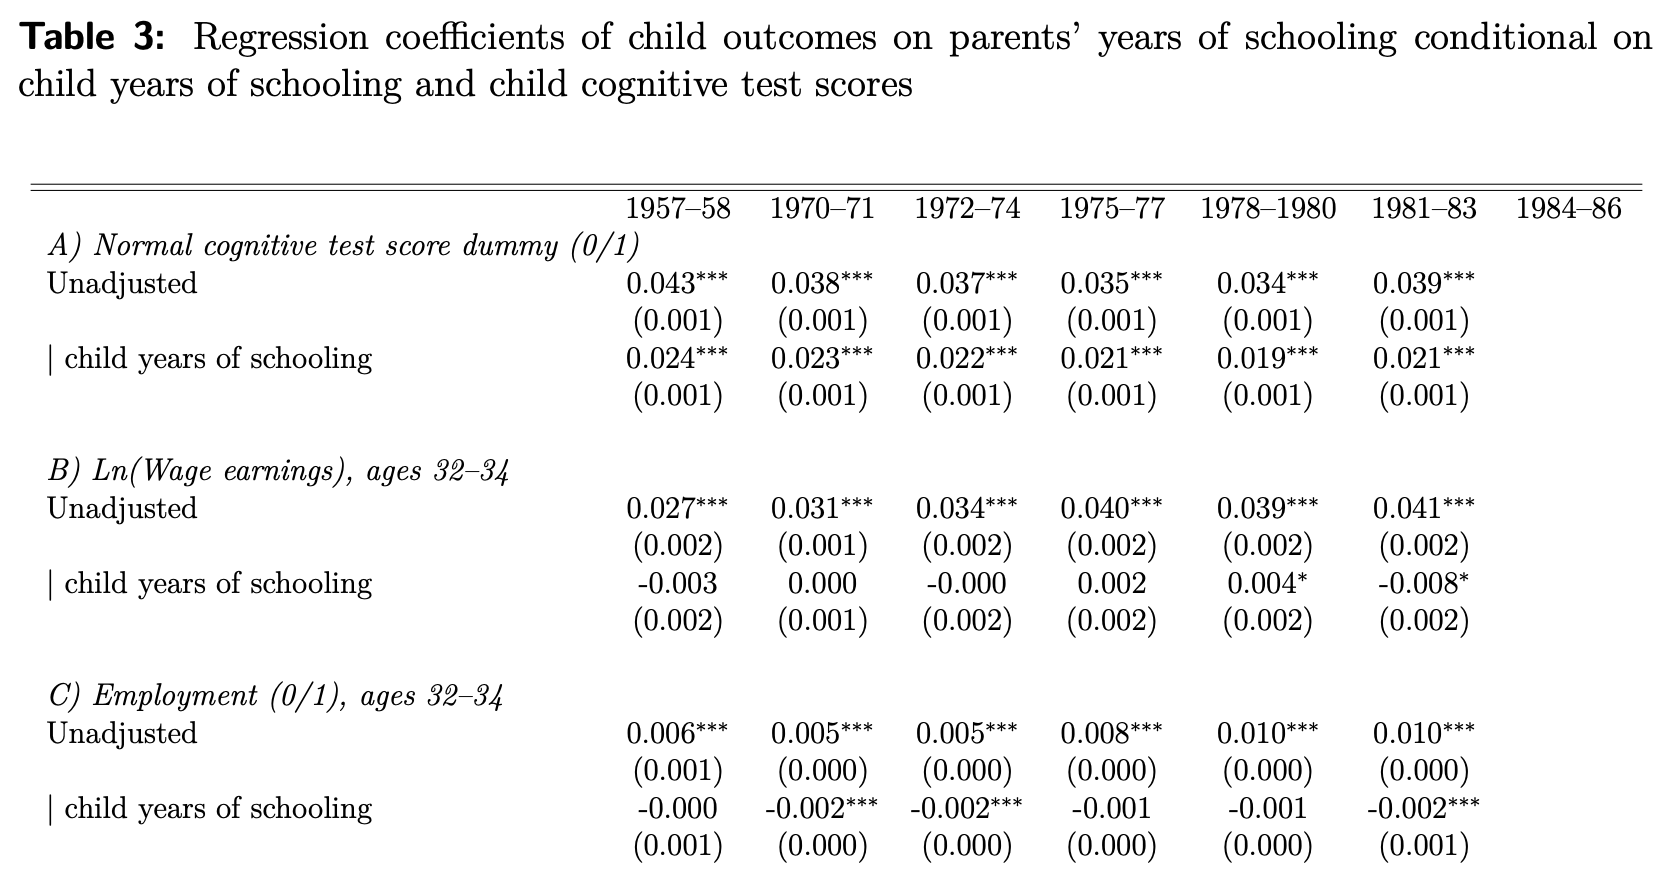 Table 3: Regression coefficients of child outcomes on parents’ years of schooling conditional on
child years of schooling and child cognitive test scores
1957–58 1970–71 1972–74 1975–77 1978–1980 1981–83 1984–86
A) Normal cognitive test score dummy (0/1)
Unadjusted 0.043*** 0.038*** 0.037*** 0.035*** 0.034*** 0.039***
(0.001) (0.001) (0.001) (0.001) (0.001) (0.001)
| child years of schooling 0.024*** 0.023*** 0.022*** 0.021*** 0.019*** 0.021***
(0.001) (0.001) (0.001) (0.001) (0.001) (0.001)
B) Ln(Wage earnings), ages 32–34
Unadjusted 0.027*** 0.031*** 0.034*** 0.040*** 0.039*** 0.041***
(0.002) (0.001) (0.002) (0.002) (0.002) (0.002)
| child years of schooling -0.003 0.000 -0.000 0.002 0.004* -0.008*
(0.002) (0.001) (0.002) (0.002) (0.002) (0.002)
C) Employment (0/1), ages 32–34
Unadjusted 0.006*** 0.005*** 0.005*** 0.008*** 0.010*** 0.010***
(0.001) (0.000) (0.000) (0.000) (0.000) (0.000)
| child years of schooling -0.000 -0.002*** -0.002*** -0.001 -0.001 -0.002***
(0.001) (0.000) (0.000) (0.000) (0.000) (0.001)